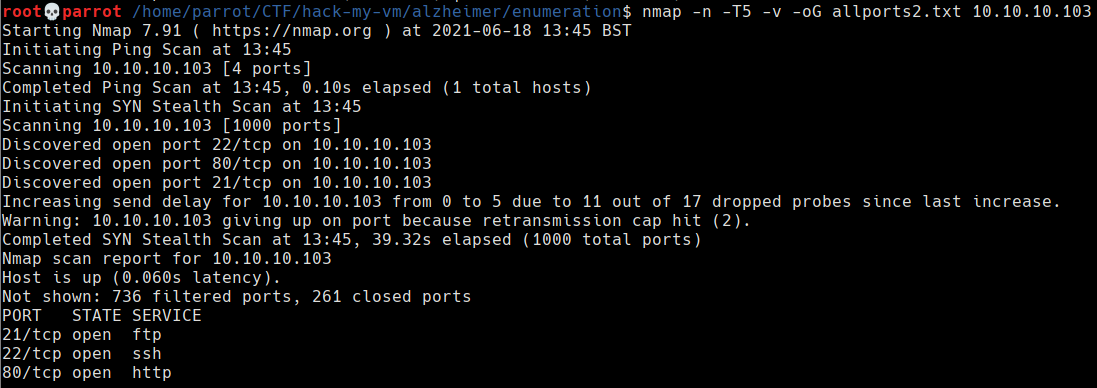 root💀parrot /home/parrot/CTF/hack-my-vm/alzheimer/enumeration$ nmap -n -T5 -v -oG allports2.txt 10.10.10.103
Starting Nmap 7.91 ( https://nmap.org ) at 2021-06-18 13:45 BST
Initiating Ping Scan at 13:45
Scanning 10.10.10.103 [4 ports]
Completed Ping Scan at 13:45, 0.10s elapsed (1 total hosts)
Initiating SYN Stealth Scan at 13:45
Scanning 10.10.10.103 [1000 ports]
Discovered open port 22/tcp on 10.10.10.103
Discovered open port 80/tcp on 10.10.10.103
Discovered open port 21/tcp on 10.10.10.103
Increasing send delay for 10.10.10.103 from 0 to 5 due to 11 out of 17 dropped probes since last increase.
Warning: 10.10.10.103 giving up on port because retransmission cap hit (2).
Completed SYN Stealth Scan at 13:45, 39.32s elapsed (1000 total ports)
Nmap scan report for 10.10.10.103
Host is up (0.060s latency).
Not shown: 736 filtered ports, 261 closed ports
PORT   STATE SERVICE
21/tcp open  ftp
22/tcp open  ssh
80/tcp open  http